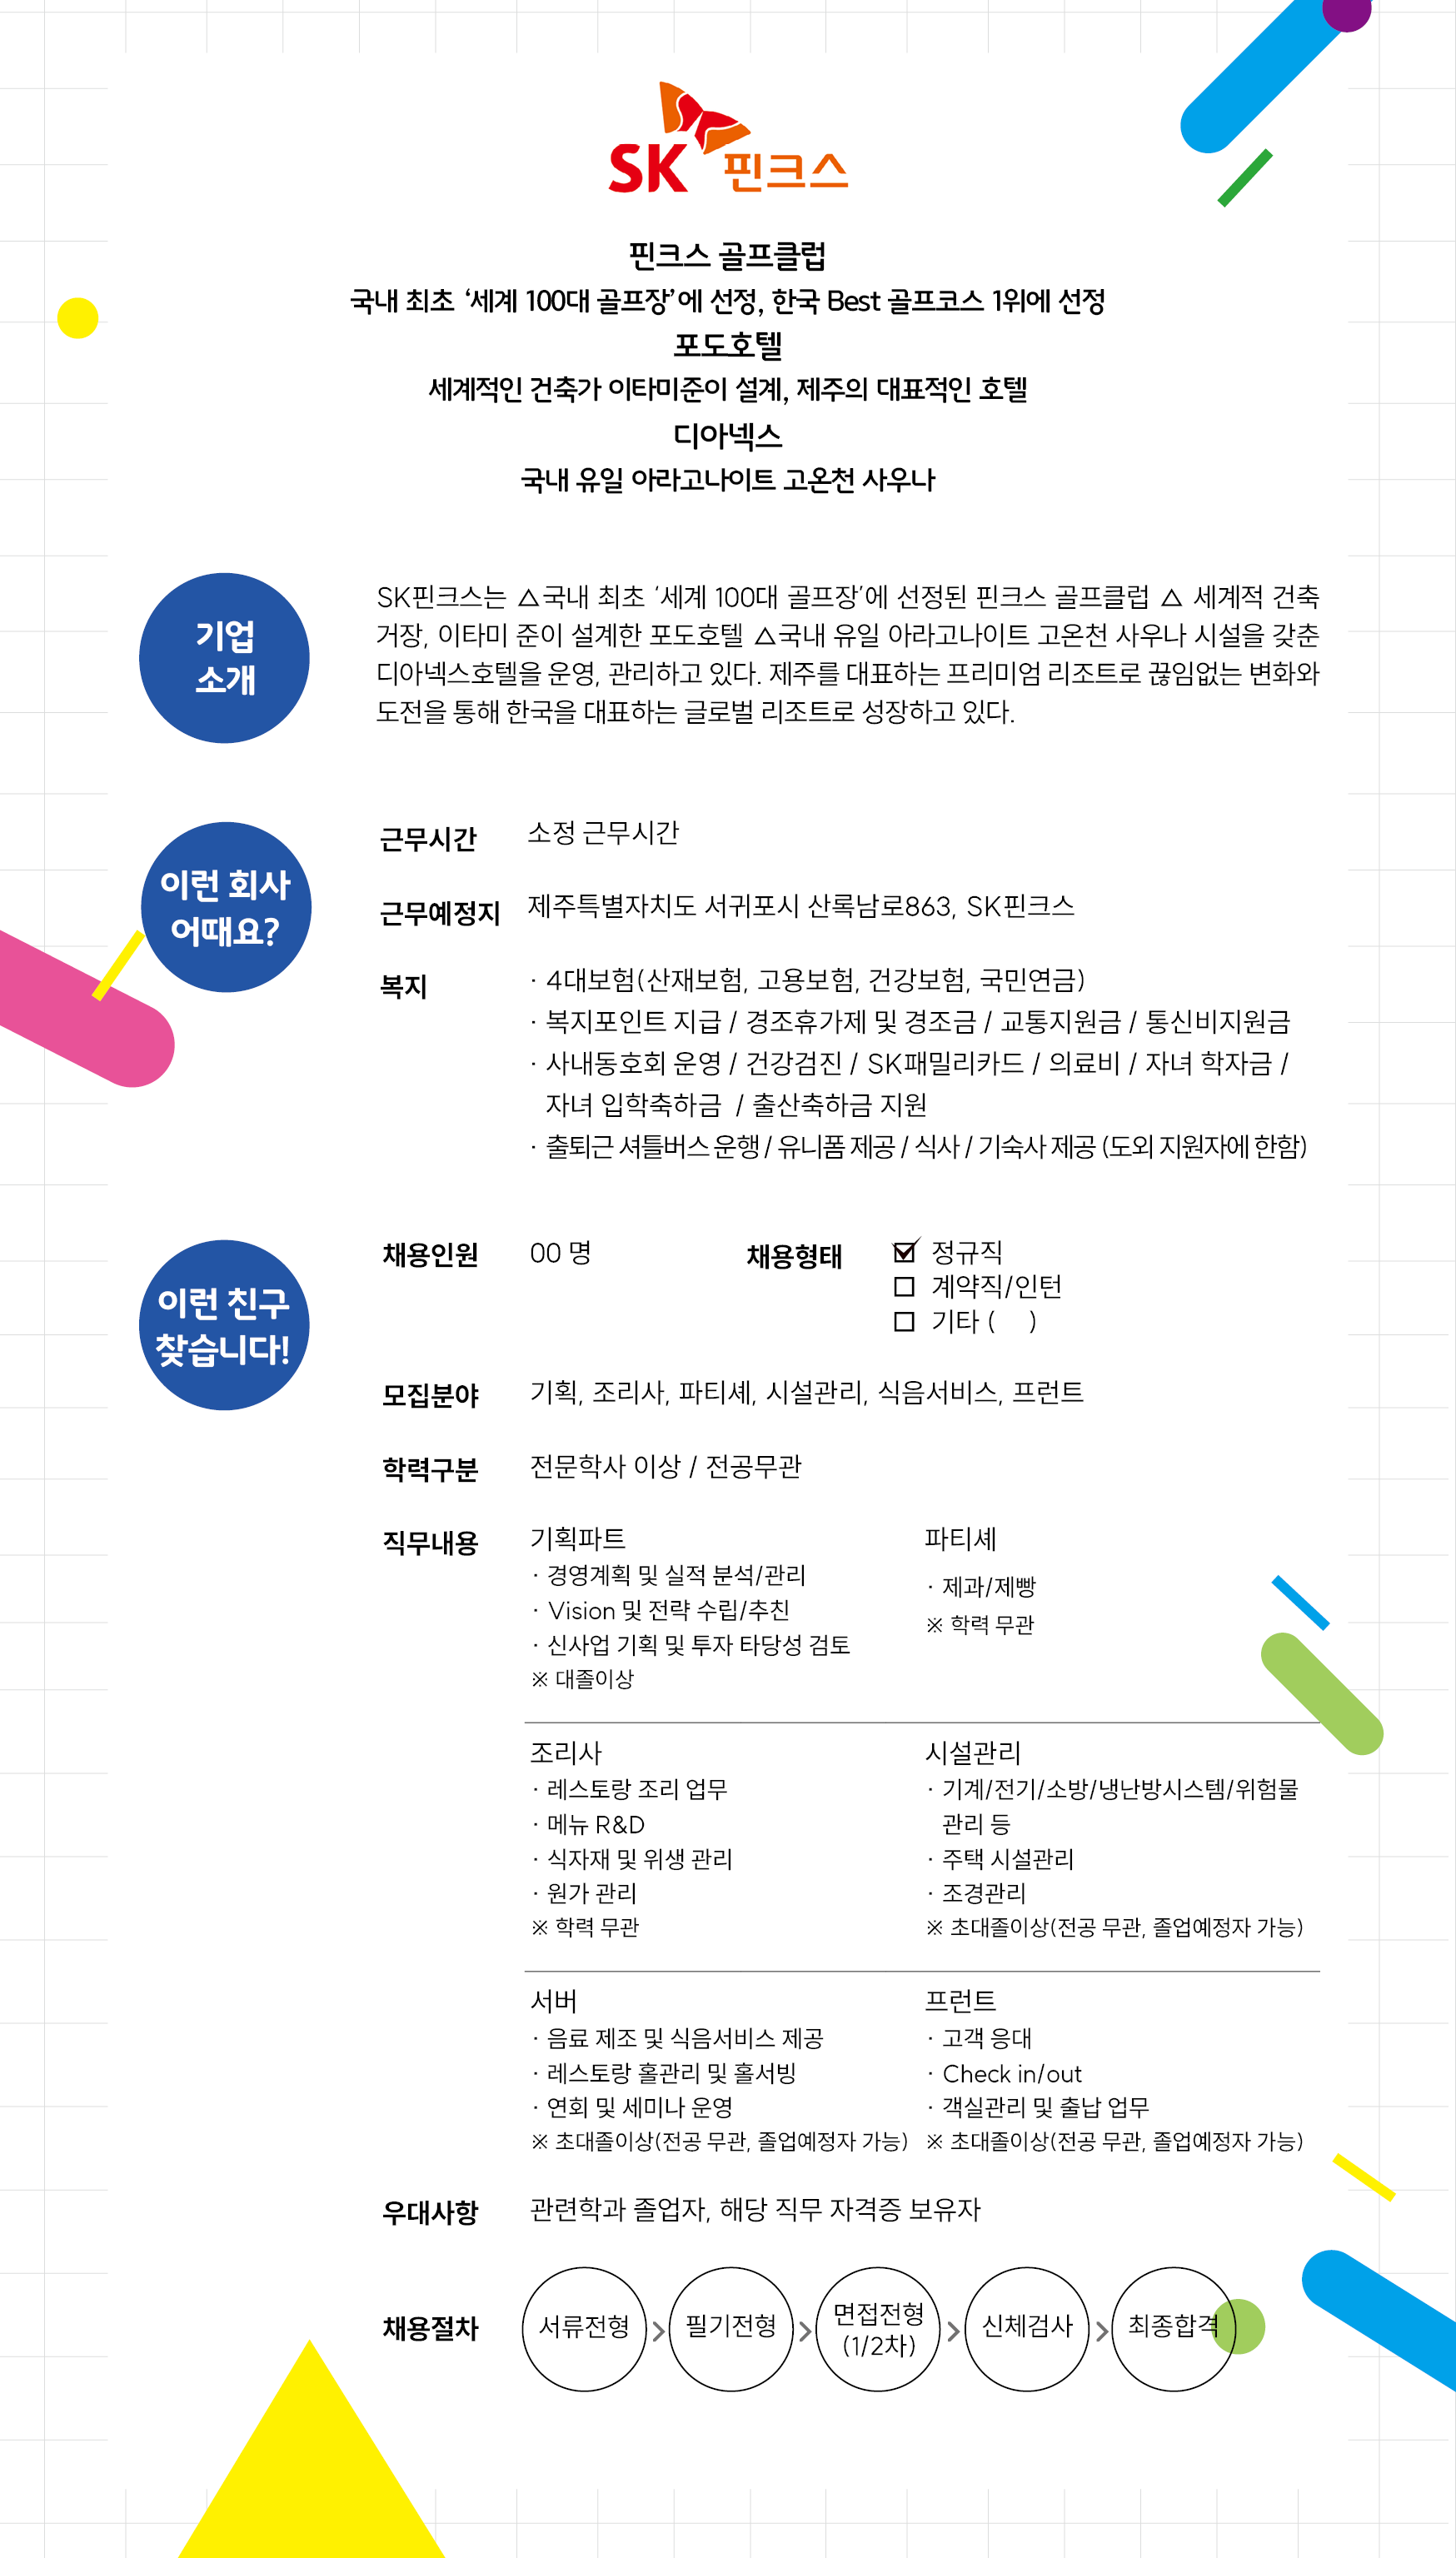 SK 핀크스
핀크스 골프클럽
국내 최초 ‘세계 100대 골프장’에 선정, 한국 Best 골프코스 1위에 선정
포도호텔
세계적인 건축가 이타미준이 설계, 제주의 대표적인 호텔
디아넥스
국내 유일 아라고나이트 고온천 사우나
기업
소개
SK핀크스는 △국내 최초 ‘세계 100대 골프장’에 선정된 핀크스 골프클럽 △ 세계적 건축
거장, 이타미 준이 설계한 포도호텔 △국내 유일 아라고나이트 고온천 사우나 시설을 갖춘
디아넥스호텔을 운영, 관리하고 있다. 제주를 대표하는 프리미엄 리조트로 끊임없는 변화와
도전을 통해 한국을 대표하는 글로벌 리조트로 성장하고 있다.
이런 회사
어때요?
근무시간 소정 근무시간
근무예정지 제주특별자치도 서귀포시 산록남로863, SK핀크스
복지 · 4대보험(산재보험, 고용보험, 건강보험, 국민연금)
· 복지포인트 지급 / 경조휴가제 및 경조금 / 교통지원금 / 통신비지원금
· 사내동호회 운영 / 건강검진 / SK패밀리카드 / 의료비 / 자녀 학자금 /
자녀 입학축하금 / 출산축하금 지원
· 출퇴근 셔틀버스 운행 / 유니폼 제공 / 식사 / 기숙사 제공 (도외 지원자에 한함)
이런 친구
찾습니다!
채용인원 00 명
채용형태 ☑ 정규직
□ 계약직/인턴
□ 기타 ( )
모집분야 기획, 조리사, 파티셰, 시설관리, 식음서비스, 프런트
학력구분 전문학사 이상 / 전공무관
직무내용
기획파트
· 경영계획 및 실적 분석/관리
· Vision 및 전략 수립/추친
· 신사업 기획 및 투자 타당성 검토
※ 대졸이상
파티셰
· 제과/제빵
※ 학력 무관
조리사
· 레스토랑 조리 업무
· 메뉴 R&D
· 식자재 및 위생 관리
· 원가 관리
※ 학력 무관
시설관리
· 기계/전기/소방/냉난방시스템/위험물
관리 등
· 주택 시설관리
· 조경관리
※ 초대졸이상(전공 무관, 졸업예정자 가능)
서버
· 음료 제조 및 식음서비스 제공
· 레스토랑 홀관리 및 홀서빙
· 연회 및 세미나 운영
※ 초대졸이상(전공 무관, 졸업예정자 가능)
프런트
· 고객 응대
· Check in/out
· 객실관리 및 출납 업무
※ 초대졸이상(전공 무관, 졸업예정자 가능)
우대사항 관련학과 졸업자, 해당 직무 자격증 보유자
채용절차
서류전형
필기전형
면접전형
(1/2차)
신체검사
최종합격